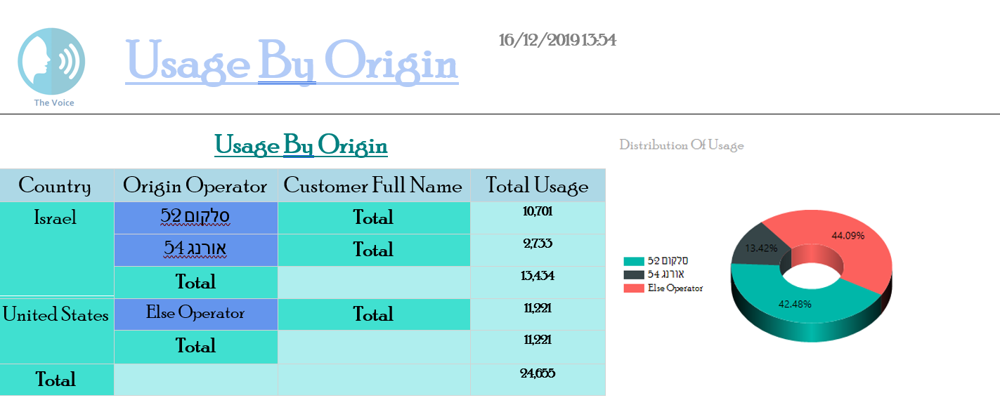 The Voice
Usage By Origin
16/12/2019 13:54
Usage By Origin
Country Origin Operator Customer Full Name Total Usage
Israel סלקום 52 Total 10,701
אורנג 54 Total 2,733
Total 13,434
United States Else Operator Total 11,221
Total 11,221
Total 24,655
Distribution Of Usage
סלקום 52
אורנג 54
Else Operator
44.09%
13.42%
42.48%